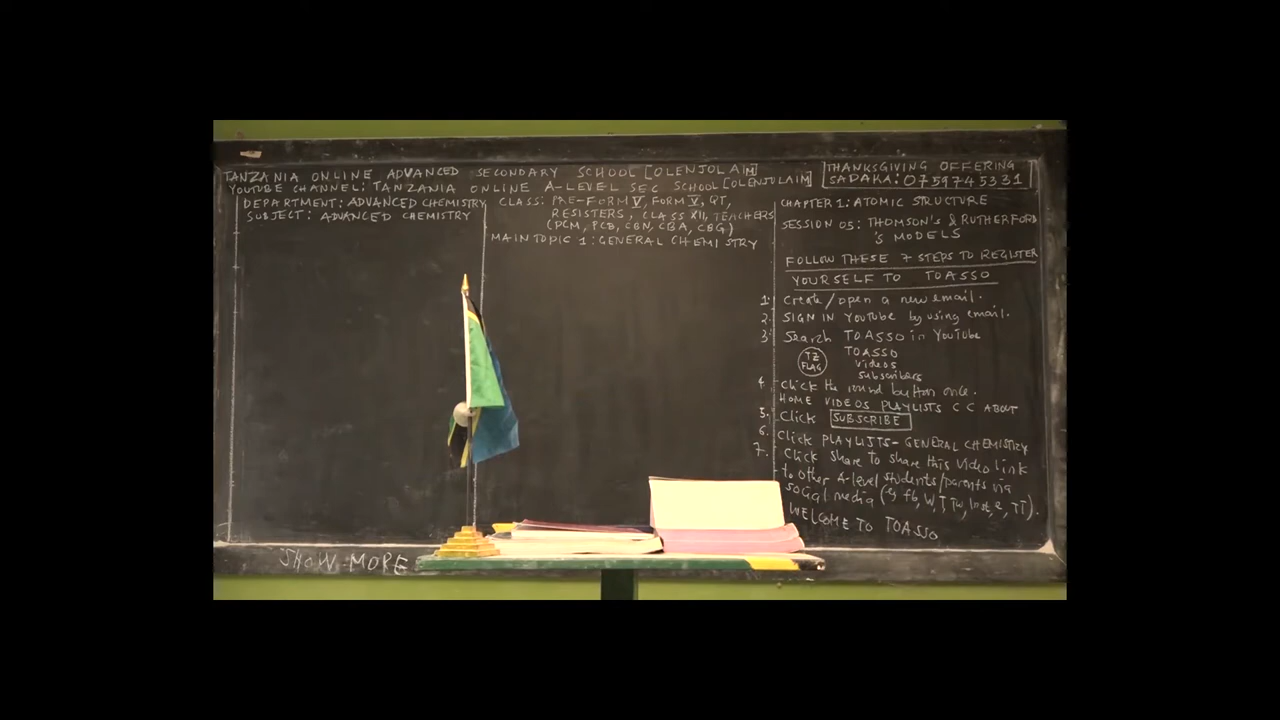 TANZANIA ONLINE ADVANCED SECONDARY SCHOOL [OLENJOLAIM]
YOUTUBE CHANNEL: TANZANIA ONLINE A-LEVEL SEC SCHOOL [OLENJOLAIM]
THANKSGIVING OFFERING
SADAKA: 0759745331
DEPARTMENT: ADVANCED CHEMISTRY
SUBJECT: ADVANCED CHEMISTRY
CLASS: PRE-FORM V, FORM V, QT,
RESISTERS, CLASS XII, TEACHERS
(PCM, PCB, CBN, CBA, CBG)
MAIN TOPIC 1: GENERAL CHEMISTRY
CHAPTER 1: ATOMIC STRUCTURE
SESSION 05: THOMSON'S & RUTHERFORD
'S MODELS
FOLLOW THESE 7 STEPS TO REGISTER
YOURSELF TO TOASSO
1. Create/open a new email.
2. SIGN IN YOUTUBE by using email.
3. Search TOASSO in YouTube
TZ FLAG
TOASSO
videos
subscribers
4. Click the round button once.
HOME VIDEOS PLAYLISTS C C ABOUT
5. Click SUBSCRIBE
6. Click PLAYLISTS - GENERAL CHEMISTRY
7. Click share to share this video link
to other A-level students/parents via
social media (eg fb, W, T, Tw, Inst, e, TT).
WELCOME TO TOASSO
SHOW MORE